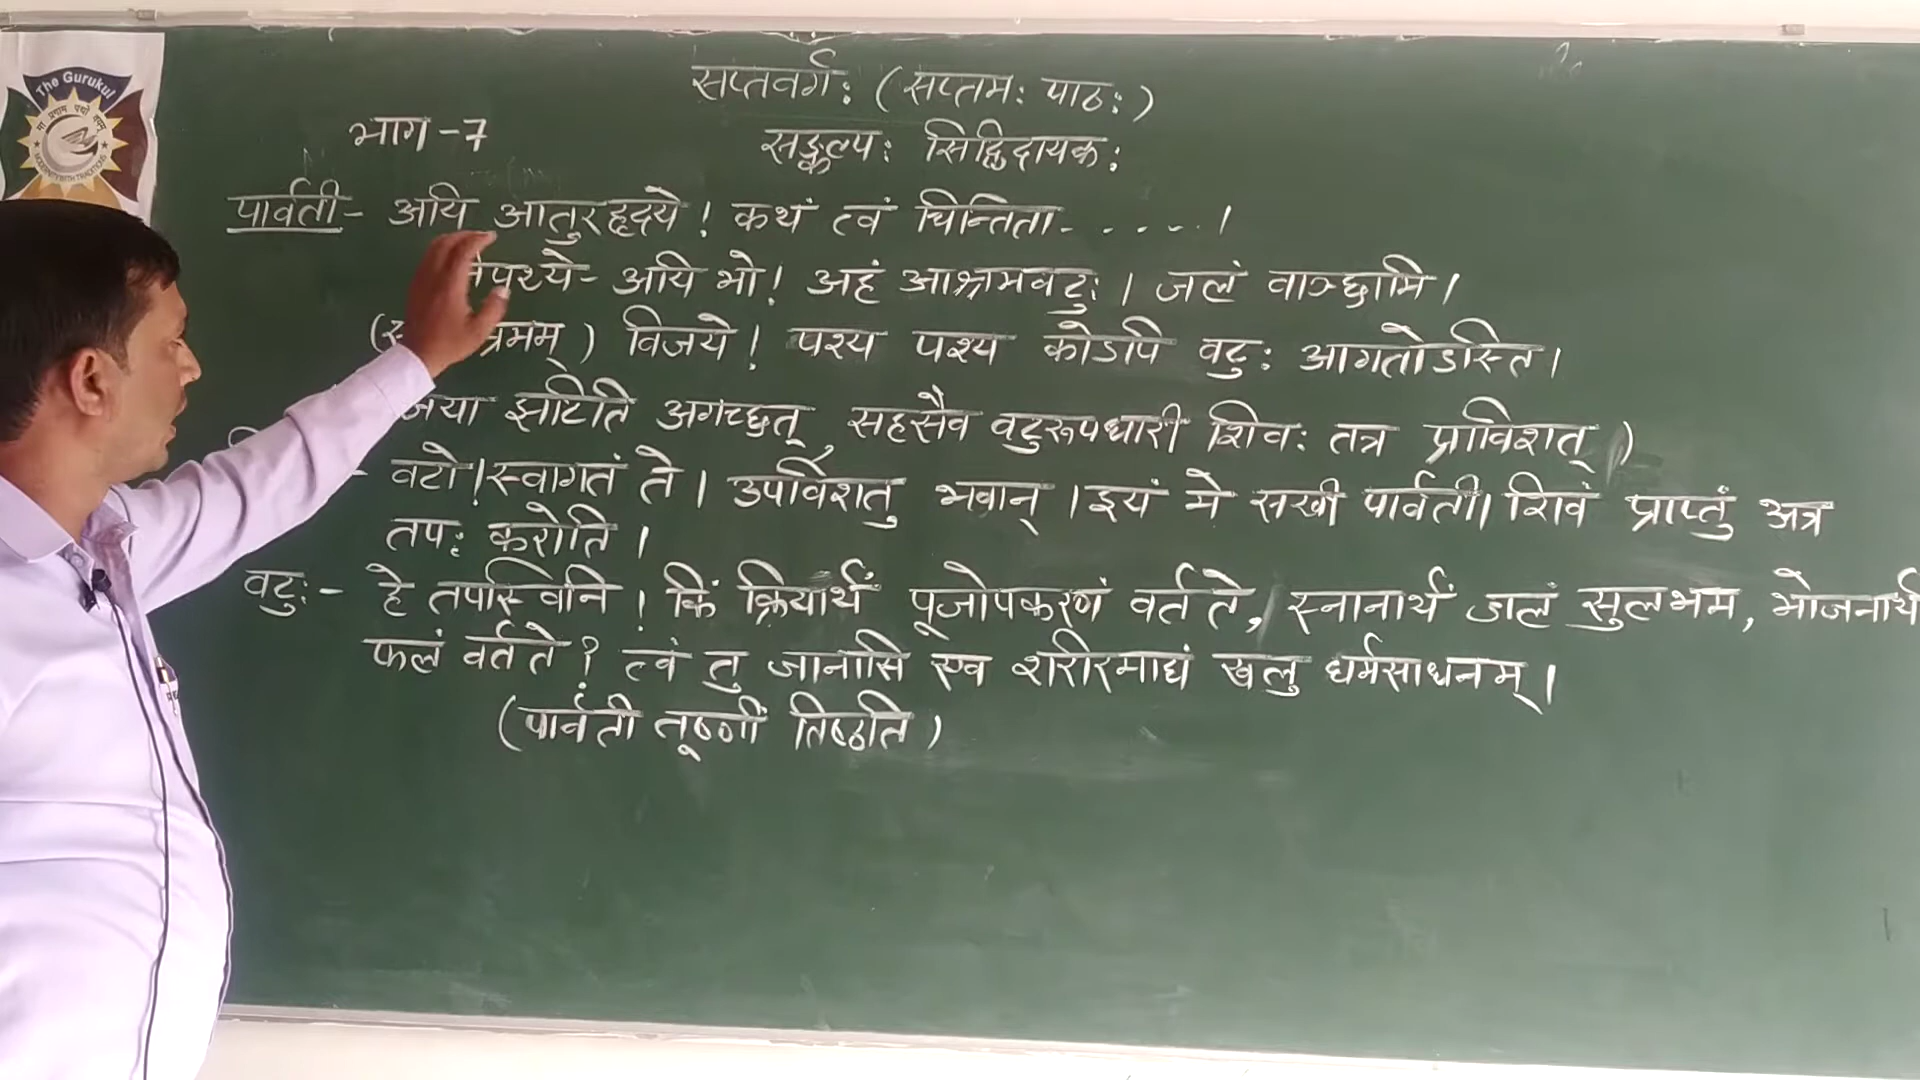 The Gurukul
सप्तवर्गः (सप्तमः पाठः)
भाग -7
सङ्कल्पः सिद्धिदायकः
पार्वती- अयि आतुरहृदये! कथं त्वं चिन्तिता- . . . . . ।
अयि भो! अहं आश्रमवटुः । जलं वाञ्छामि।
विजये! पश्य पश्य कोऽपि वटुः आगतोऽस्ति।
झटिति अगच्छत्, सहसैव वटुरूपधारी शिवः तत्र प्राविशत्)
- वटो! स्वागतं ते। उपविशतु भवान् ।इयं मे सखी पार्वती। शिवं प्राप्तुं अत्र
तपः करोति ।
वटुः- हे तपस्विनि ! किं क्रियार्थं पूजोपकरणं वर्तते, स्नानार्थं जलं सुलभम, भोजनार्थं
फलं वर्तते ? त्वं तु जानासि एव शरीरमाद्यं खलु धर्मसाधनम्।
(पार्वती तूष्णीं तिष्ठति)